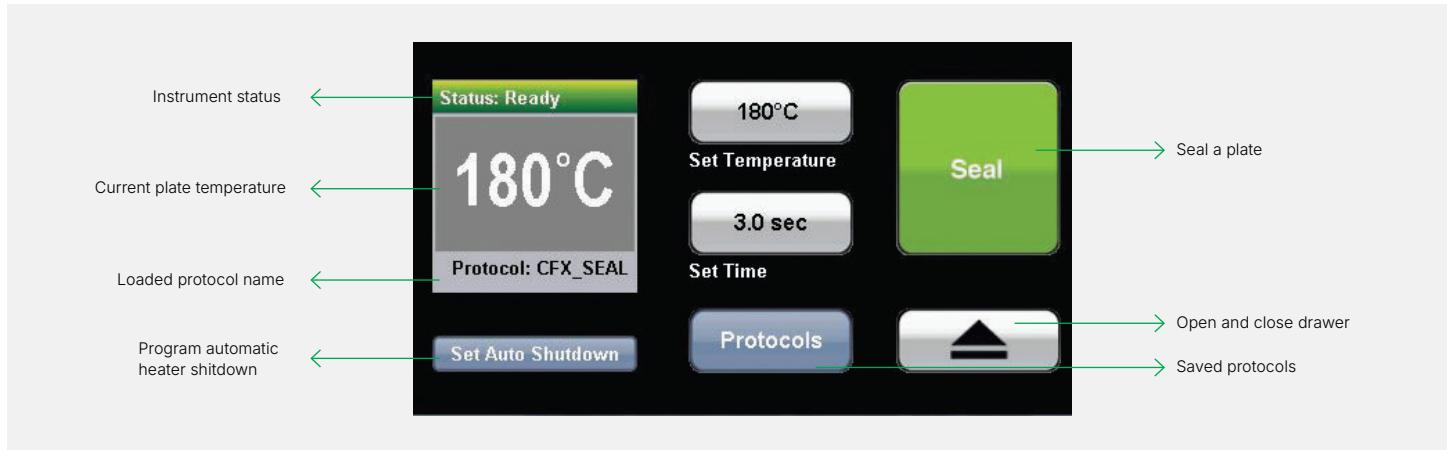 Instrument status
Current plate temperature
Loaded protocol name
Program automatic
heater shitdown
Status: Ready
180°C
Protocol: CFX_SEAL
Set Auto Shutdown
180°C
Set Temperature
3.0 sec
Set Time
Protocols
Seal
Seal a plate
Open and close drawer
Saved protocols